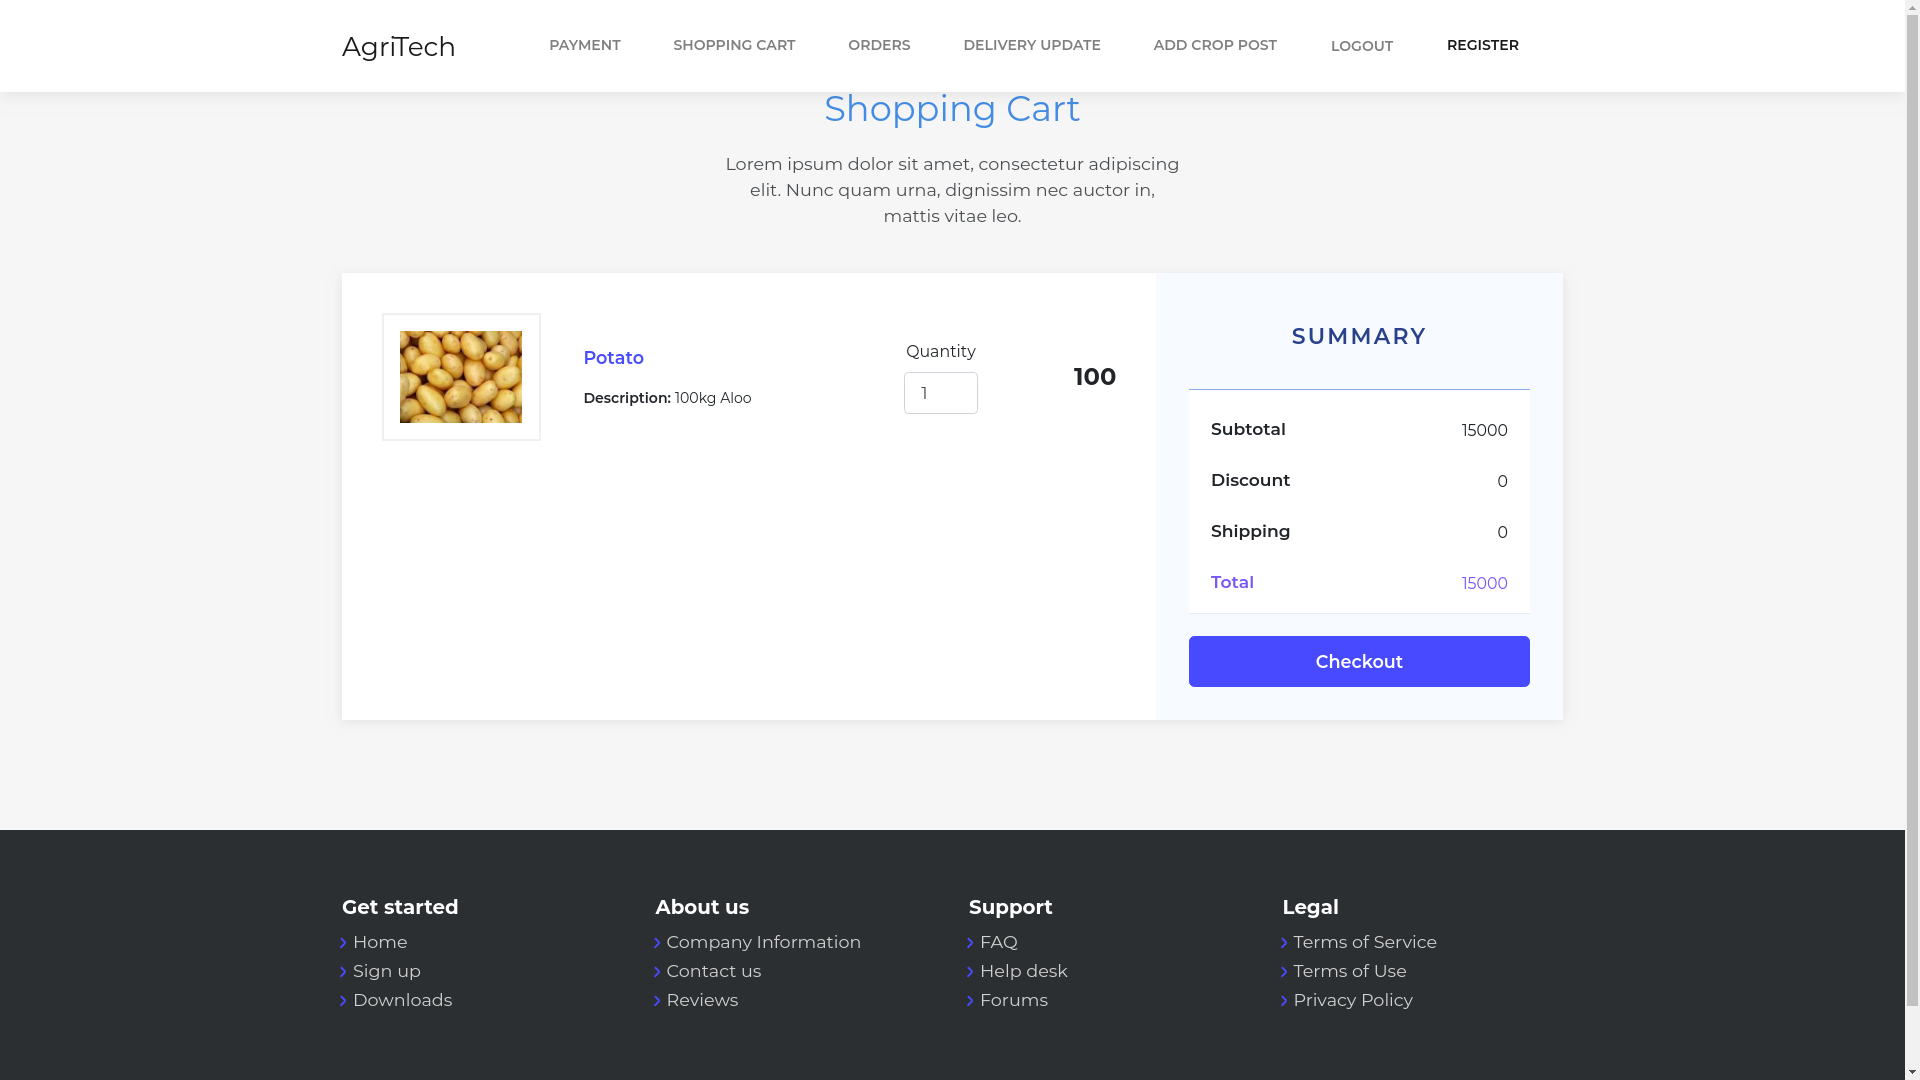 AgriTech
PAYMENT
SHOPPING CART
ORDERS
DELIVERY UPDATE
ADD CROP POST
LOGOUT
REGISTER
Shopping Cart
Lorem ipsum dolor sit amet, consectetur adipiscing
elit. Nunc quam urna, dignissim nec auctor in,
mattis vitae leo.
Potato
Description: 100kg Aloo
Quantity
1
100
SUMMARY
Subtotal 15000
Discount 0
Shipping 0
Total 15000
Checkout
Get started
Home
Sign up
Downloads
About us
Company Information
Contact us
Reviews
Support
FAQ
Help desk
Forums
Legal
Terms of Service
Terms of Use
Privacy Policy